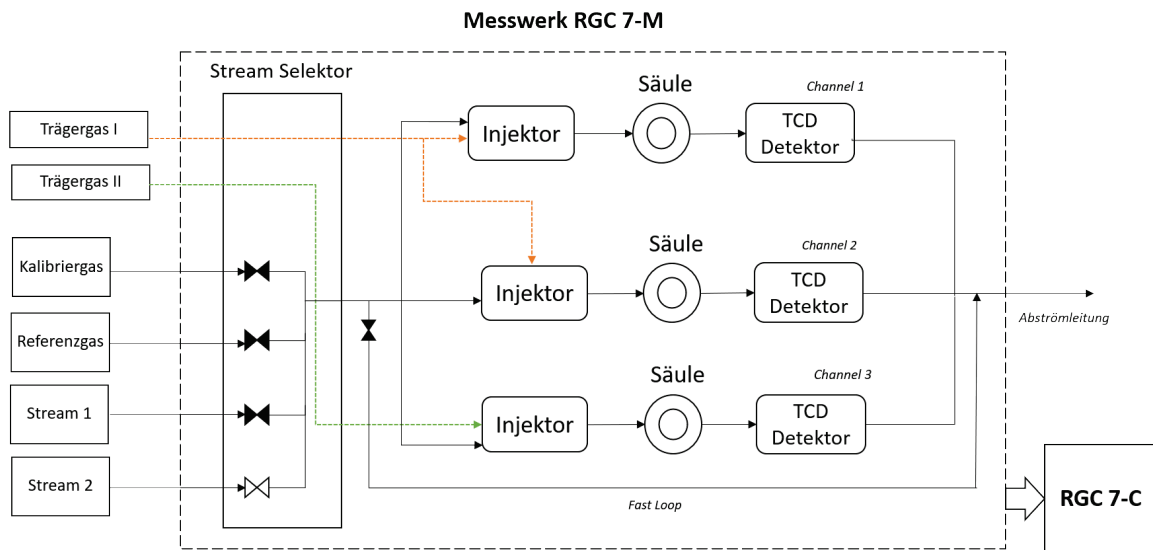 Messwerk RGC 7-M
Stream Selektor
Trägergas I
Trägergas II
Kalibriergas
Referenzgas
Stream 1
Stream 2
Injektor
Säule
Channel 1
TCD
Detektor
Injektor
Säule
Channel 2
TCD
Detektor
Abströmleitung
Injektor
Säule
Channel 3
TCD
Detektor
Fast Loop
RGC 7-C